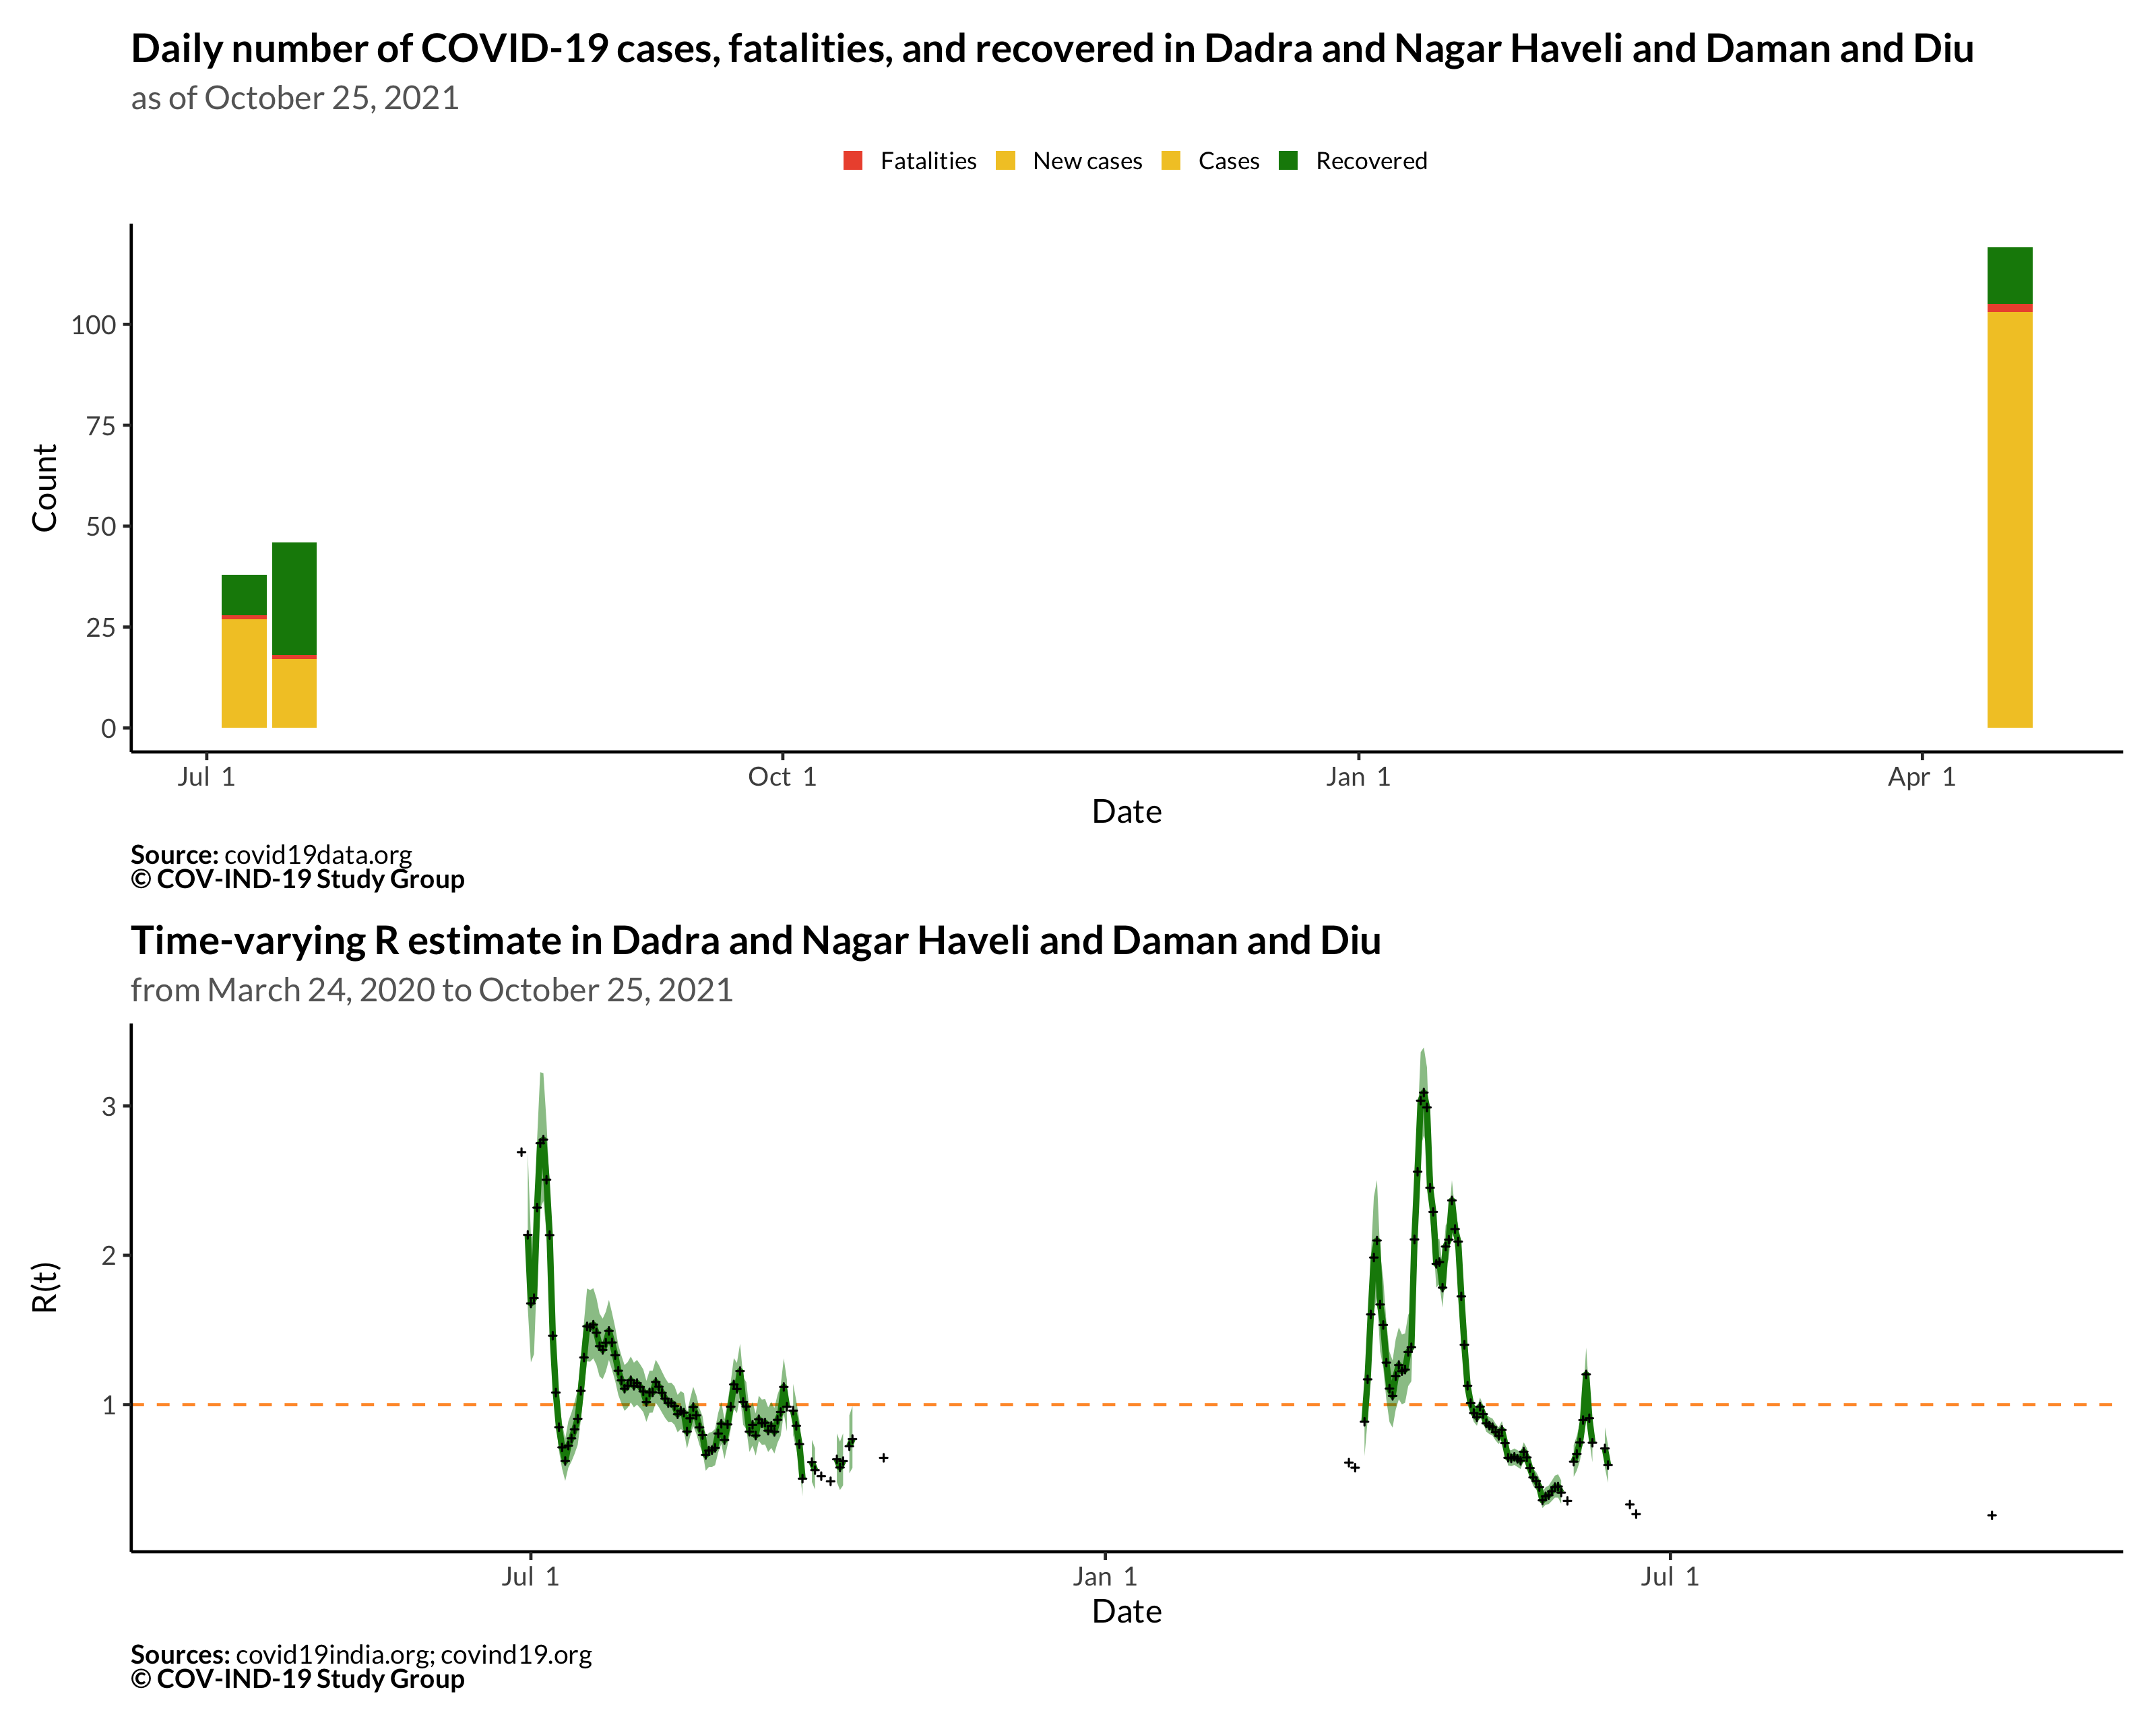 Daily number of COVID-19 cases, fatalities, and recovered in Dadra and Nagar Haveli and Daman and Diu
as of October 25, 2021
Fatalities New cases Cases Recovered
100
75
50
25
0
Count
Jul 1 Oct 1 Jan 1 Apr 1
Date
Source: covid19data.org
© COV-IND-19 Study Group
Time-varying R estimate in Dadra and Nagar Haveli and Daman and Diu
from March 24, 2020 to October 25, 2021
3
2
1
R(t)
Jul 1 Jan 1 Jul 1
Date
Sources: covid19india.org; covind19.org
© COV-IND-19 Study Group